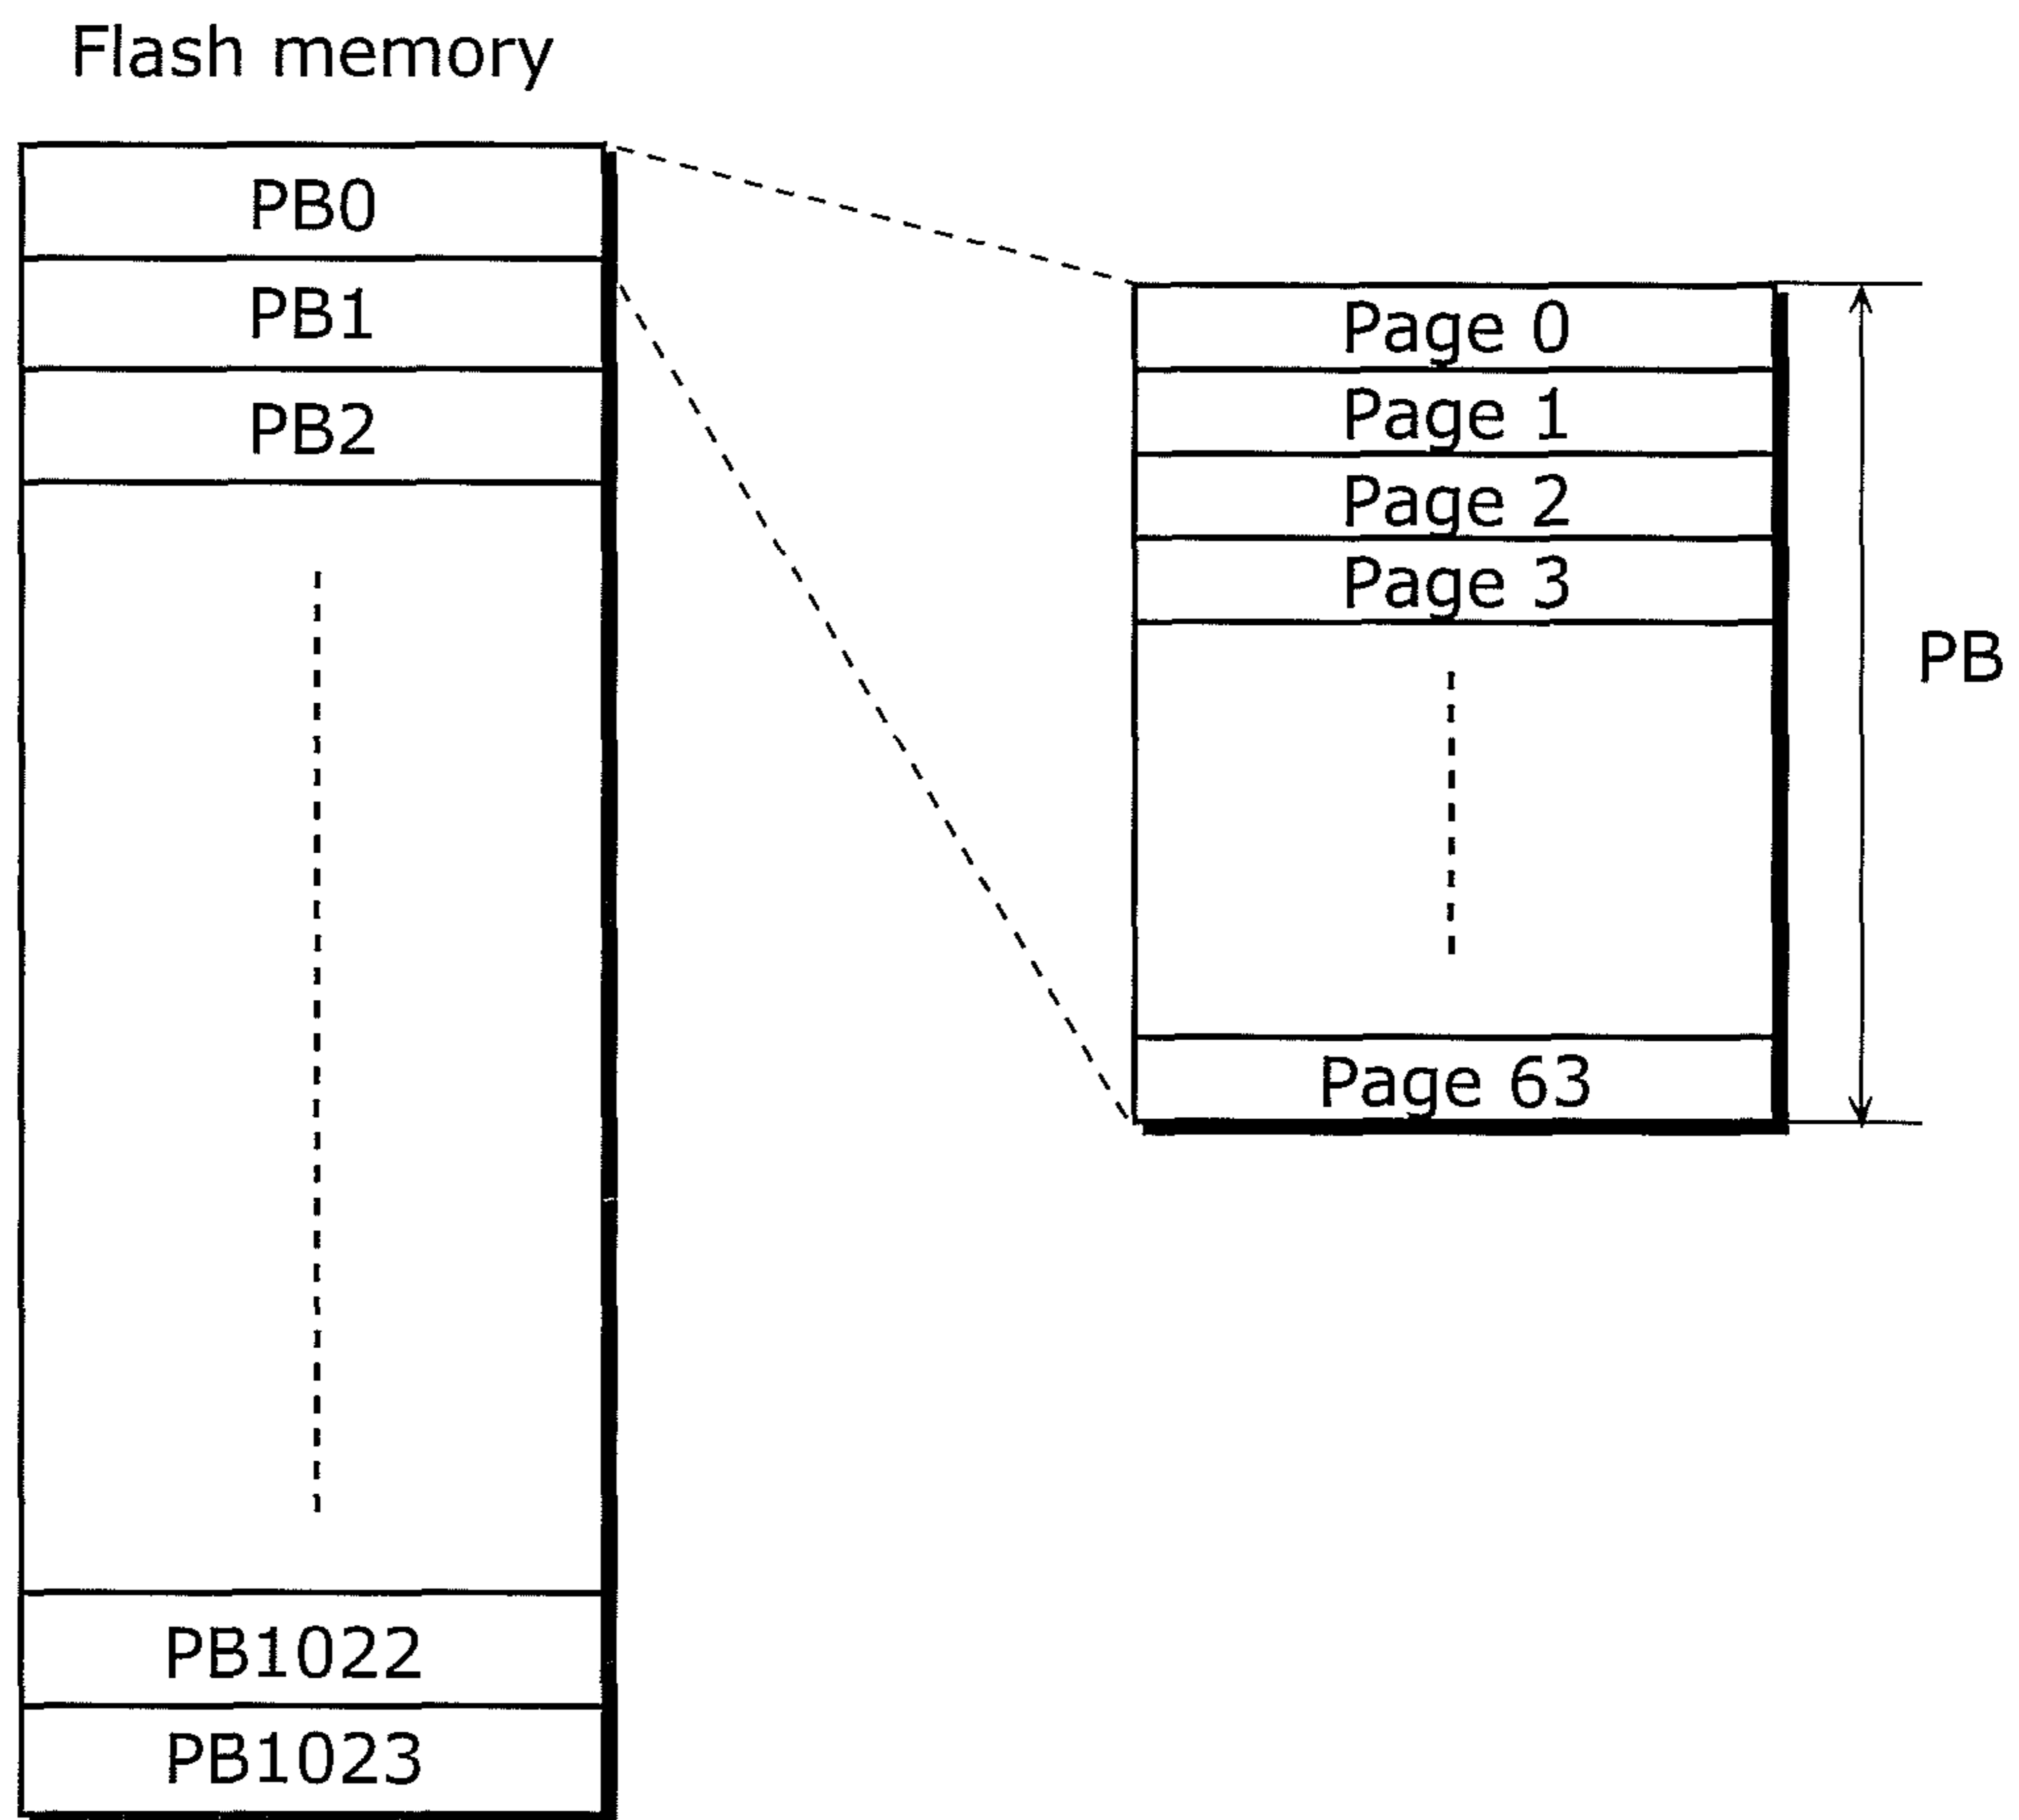 Flash memory
PB0
PB1
PB2
PB1022
PB1023
Page 0
Page 1
Page 2
Page 3
Page 63
PB